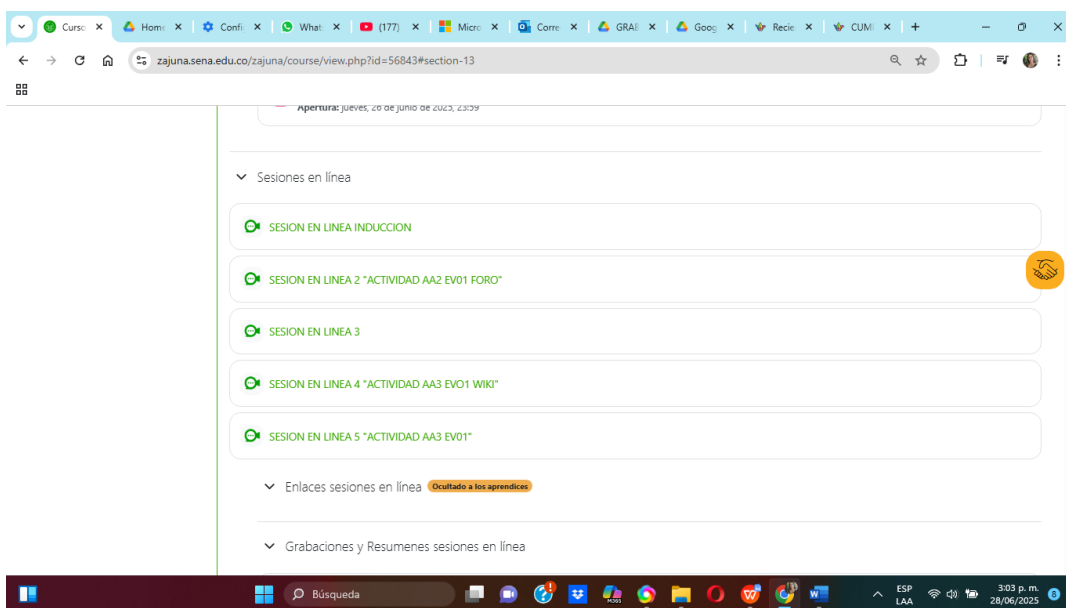 Curso
Home
Confi
What
(177)
Micro
Corre
GRAB
Goog
Recie
CUMI
zajuna.sena.edu.co/zajuna/course/view.php?id=56843#section-13
Apertura: jueves, 26 de junio de 2025, 23:59
Sesiones en línea
SESION EN LINEA INDUCCION
SESION EN LINEA 2 "ACTIVIDAD AA2 EV01 FORO"
SESION EN LINEA 3
SESION EN LINEA 4 "ACTIVIDAD AA3 EVO1 WIKI"
SESION EN LINEA 5 "ACTIVIDAD AA3 EV01"
Enlaces sesiones en línea Ocultado a los aprendices
Grabaciones y Resumenes sesiones en línea
Búsqueda
M365
ESP
LAA
3:03 p. m.
28/06/2025
8